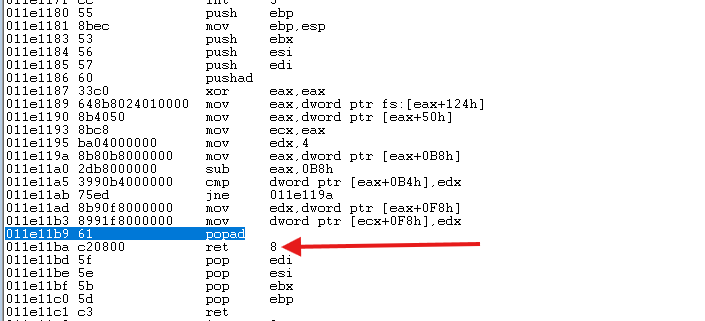 011e1180 55 push ebp
011e1181 8bec mov ebp,esp
011e1183 53 push ebx
011e1184 56 push esi
011e1185 57 push edi
011e1186 60 pushad
011e1187 33c0 xor eax,eax
011e1189 648b8024010000 mov eax,dword ptr fs:[eax+124h]
011e1190 8b4050 mov eax,dword ptr [eax+50h]
011e1193 8bc8 mov ecx,eax
011e1195 ba04000000 mov edx,4
011e119a 8b80b8000000 mov eax,dword ptr [eax+0B8h]
011e11a0 2db8000000 sub eax,0B8h
011e11a5 3990b4000000 cmp dword ptr [eax+0B4h],edx
011e11ab 75ed jne 011e119a
011e11ad 8b90f8000000 mov edx,dword ptr [eax+0F8h]
011e11b3 8991f8000000 mov dword ptr [ecx+0F8h],edx
011e11b9 61 popad
011e11ba c20800 ret 8
011e11bd 5f pop edi
011e11be 5e pop esi
011e11bf 5b pop ebx
011e11c0 5d pop ebp
011e11c1 c3 ret